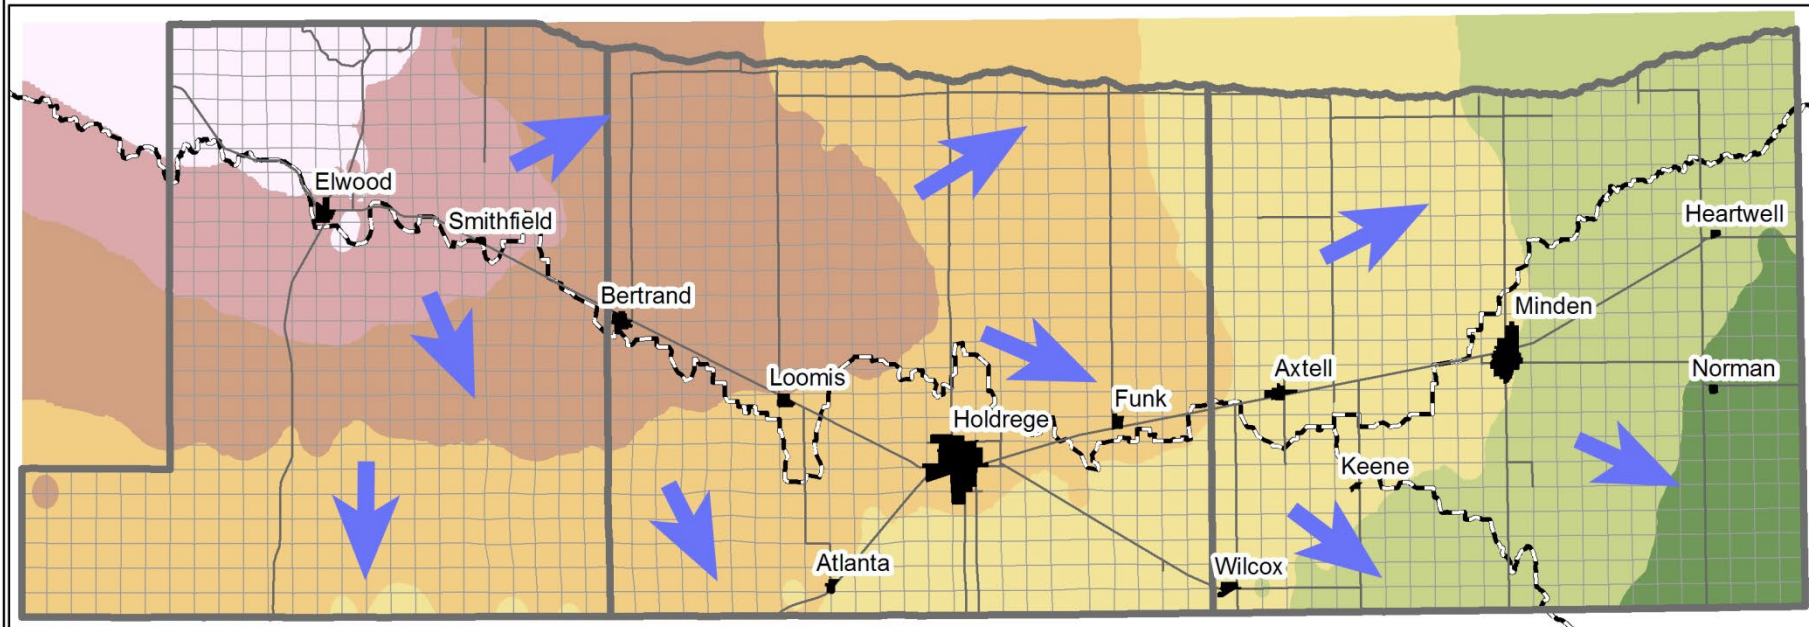 Elwood
Smithfield
Heartwell
Bertrand
Minden
Loomis
Axtell
Norman
Funk
Holdrege
Keene
Atlanta
Wilcox